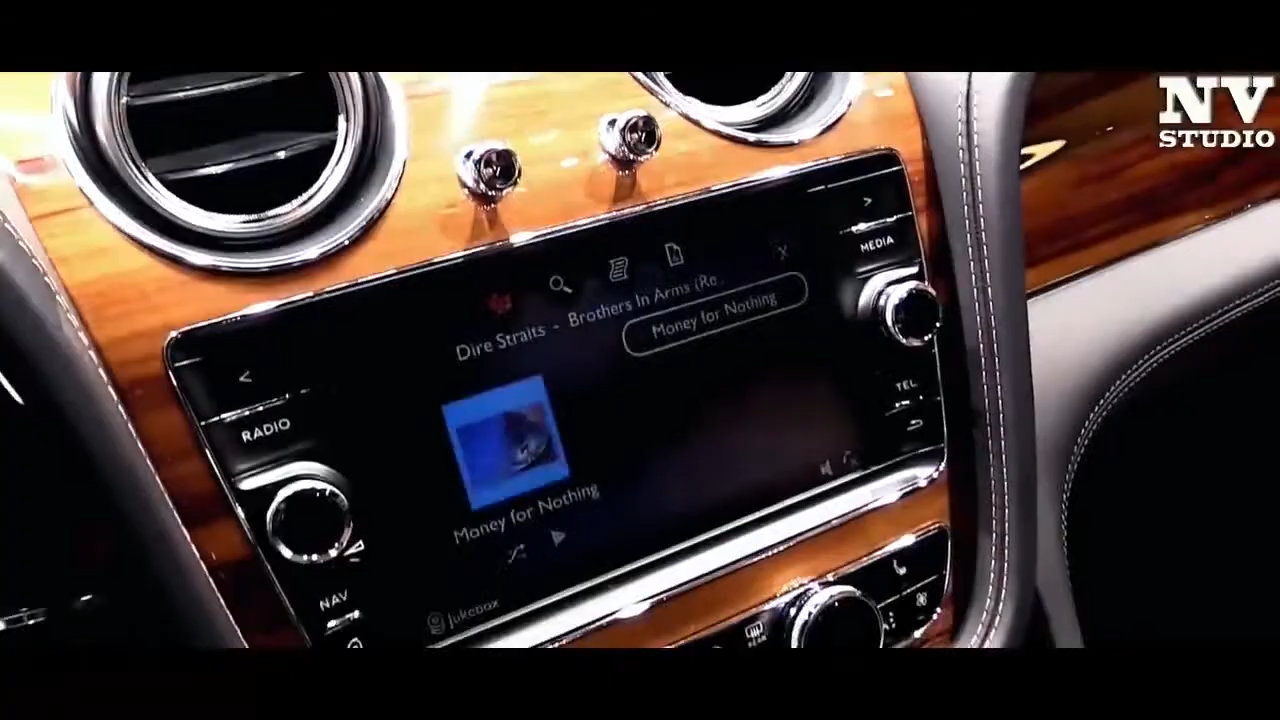 NV
STUDIO
>
MEDIA
X
Dire Straits - Brothers In Arms (Re
Money for Nothing
<
RADIO
TEL
Money for Nothing
NAV
Jukebox
REAR